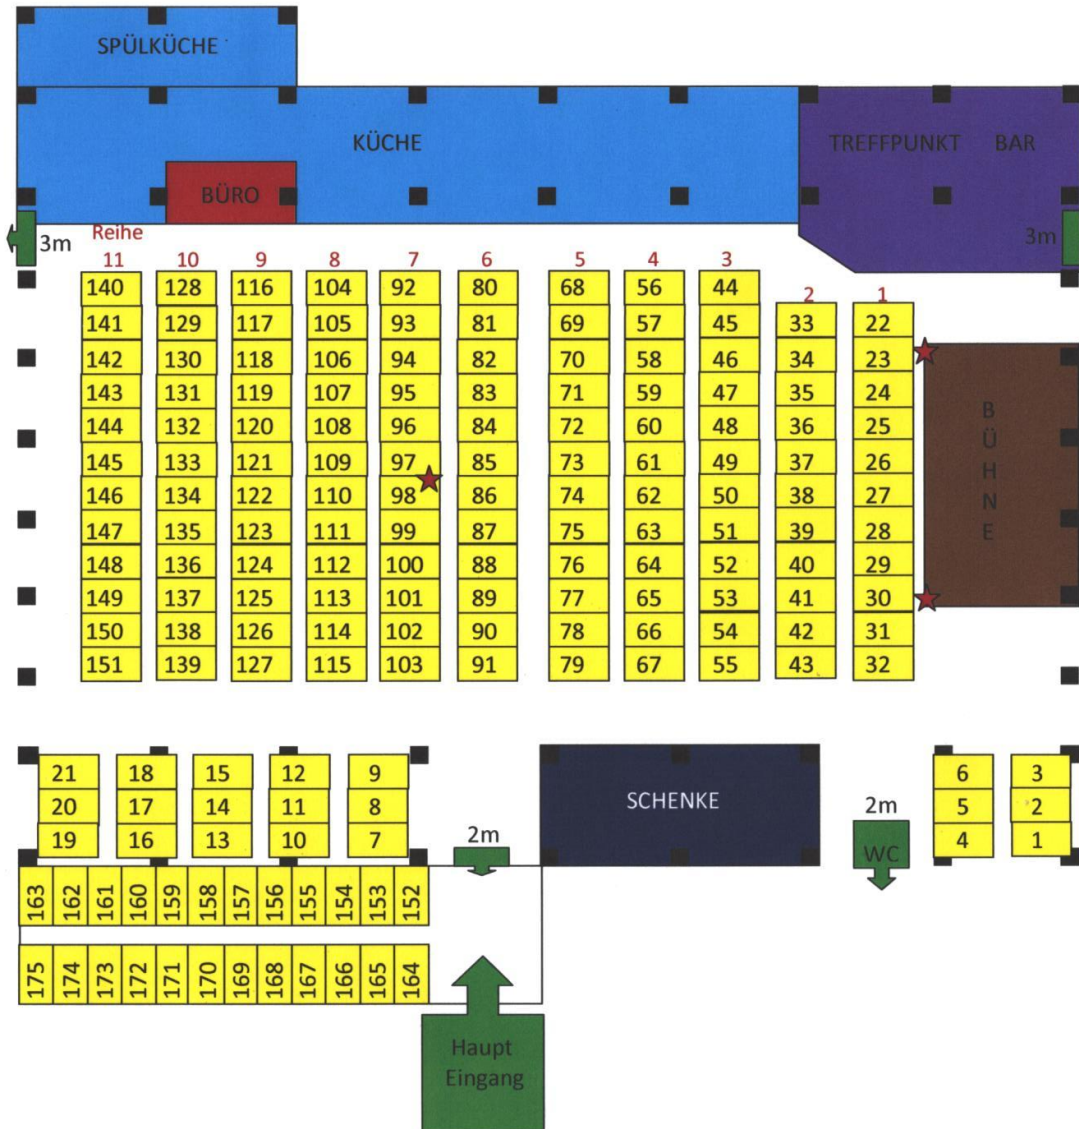 SPÜLKÜCHE
KÜCHE
TREFFPUNKT BAR
BÜRO
3m
3m
Reihe
11 10 9 8 7 6 5 4 3
2 1
140 128 116 104 92 80 68 56 44
33 22
141 129 117 105 93 81 69 57 45
34 23
142 130 118 106 94 82 70 58 46
35 24
143 131 119 107 95 83 71 59 47
36 25
144 132 120 108 96 84 72 60 48
37 26
145 133 121 109 97 85 73 61 49
38 27
146 134 122 110 98 86 74 62 50
39 28
147 135 123 111 99 87 75 63 51
40 29
148 136 124 112 100 88 76 64 52
41 30
149 137 125 113 101 89 77 65 53
42 31
150 138 126 114 102 90 78 66 54
43 32
151 139 127 115 103 91 79 67 55
BÜHNE
21 18 15 12 9
20 17 14 11 8
19 16 13 10 7
2m
SCHENKE
2m
WC
6 3
5 2
4 1
163 162 161 160 159 158 157 156 155 154 153 152
175 174 173 172 171 170 169 168 167 166 165 164
Haupt
Eingang